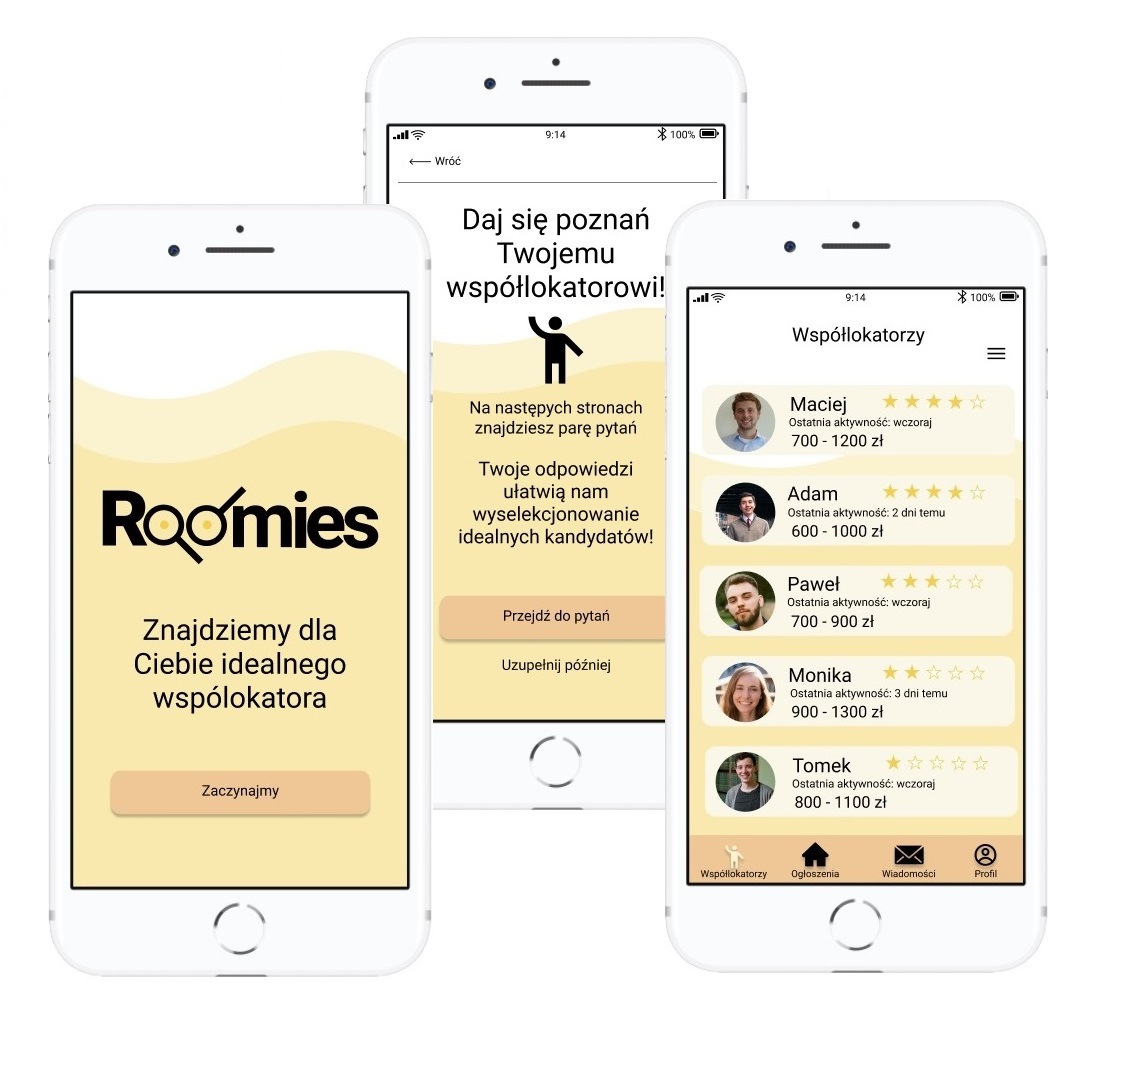 Roomies
Znajdziemy dla
Ciebie idealnego
wspólokatora
Zaczynajmy
9:14
100%
Wróć
Daj się poznań
Twojemu
współlokatorowi!
Na następych stronach
znajdziesz parę pytań
Twoje odpowiedzi
ułatwią nam
wyselekcjonowanie
idealnych kandydatów!
Przejdź do pytań
Uzupełnij później
9:14
100%
Współlokatorzy
Maciej
Ostatnia aktywność: wczoraj
700 - 1200 zł
Adam
Ostatnia aktywność: 2 dni temu
600 - 1000 zł
Paweł
Ostatnia aktywność: wczoraj
700 - 900 zł
Monika
Ostatnia aktywność: 3 dni temu
900 - 1300 zł
Tomek
Ostatnia aktywność: wczoraj
800 - 1100 zł
Współlokatorzy Ogłoszenia Wiadomości Profil